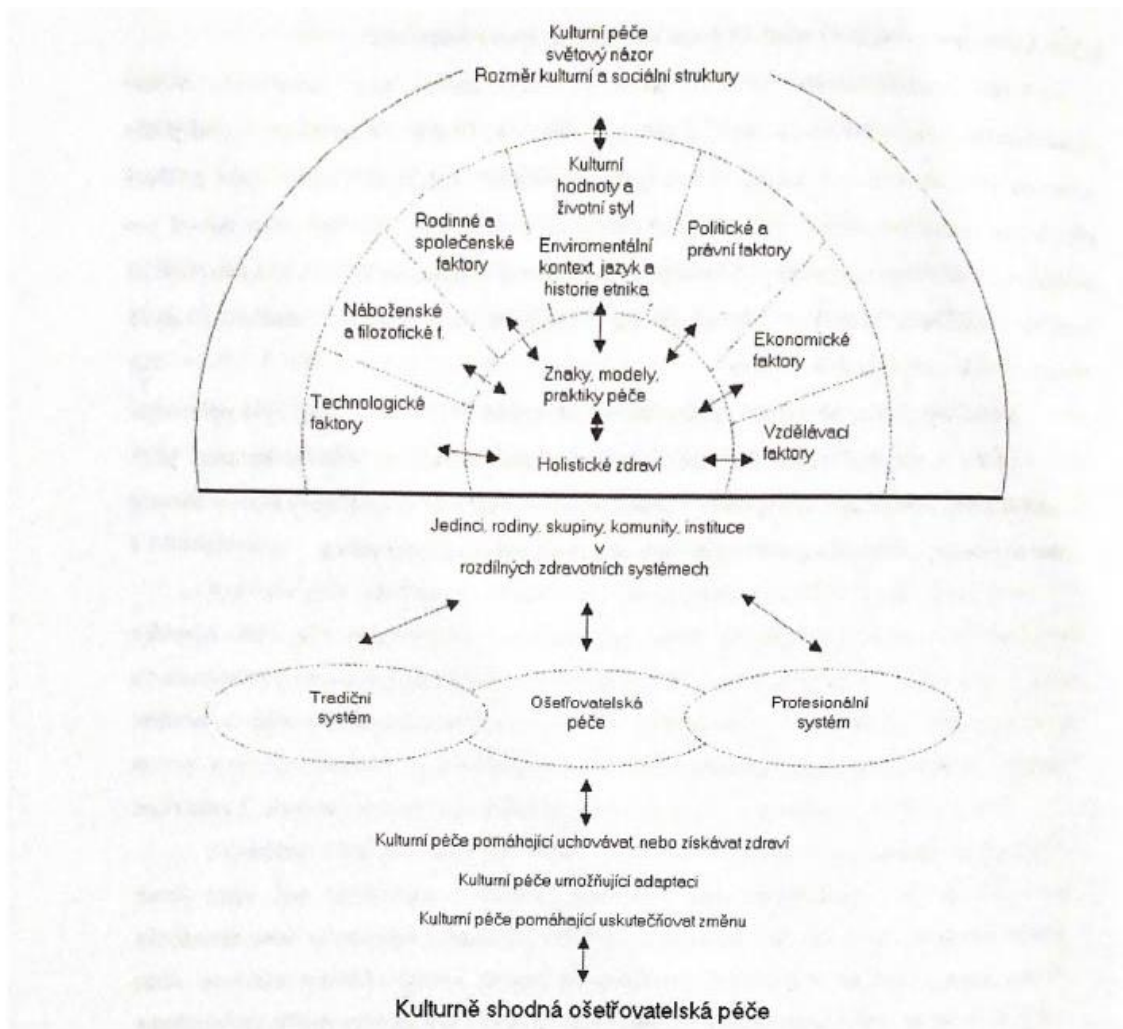 Kulturní péče
světový názor
Rozměr kulturní a sociální struktury
Kulturní
hodnoty a
životní styl
Rodinné a
společenské
faktory
Politické a
právní faktory
Enviromentální
kontext, jazyk a
historie etnika
Náboženské
a filozofické f.
Ekonomické
faktory
Znaky, modely,
praktiky péče
Technologické
faktory
Vzdělávací
faktory
Holistické zdraví
Jedinci, rodiny, skupiny, komunity, instituce
v
rozdílných zdravotních systémech
Tradiční
systém
Ošetřovatelská
péče
Profesionální
systém
Kulturní péče pomáhající uchovávat, nebo získávat zdraví
Kulturní péče umožňující adaptaci
Kulturní péče pomáhající uskutečňovat změnu
Kulturně shodná ošetřovatelská péče